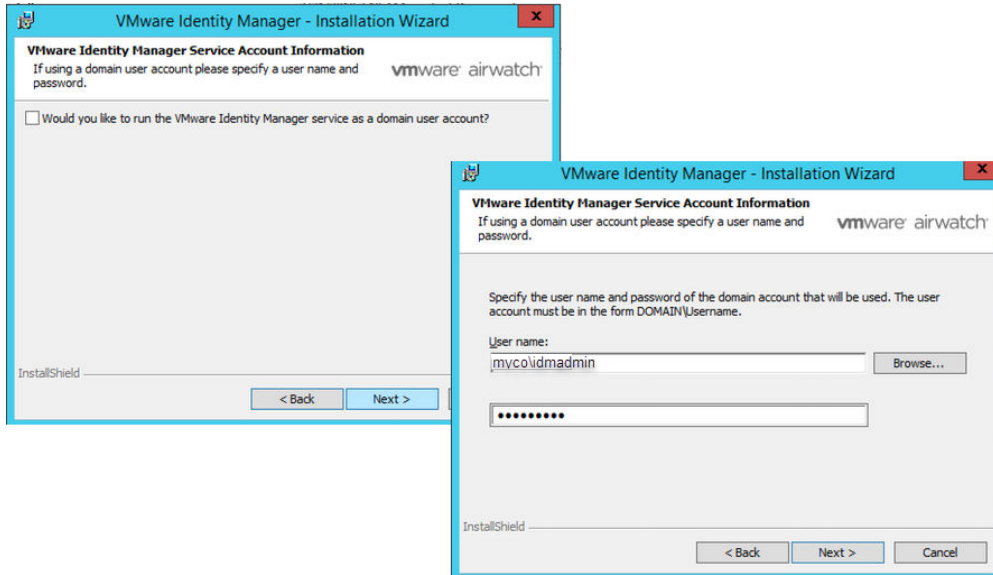 VMware Identity Manager - Installation Wizard
x
VMware Identity Manager Service Account Information
If using a domain user account please specify a user name and
password.
vmware airwatch
Would you like to run the VMware Identity Manager service as a domain user account?
InstallShield
< Back
Next >
VMware Identity Manager - Installation Wizard
x
VMware Identity Manager Service Account Information
If using a domain user account please specify a user name and
password.
vmware airwatch
Specify the user name and password of the domain account that will be used. The user
account must be in the form DOMAIN\Username.
User name:
myco\idmadmin
Browse...
•••••••••
InstallShield
< Back
Next >
Cancel